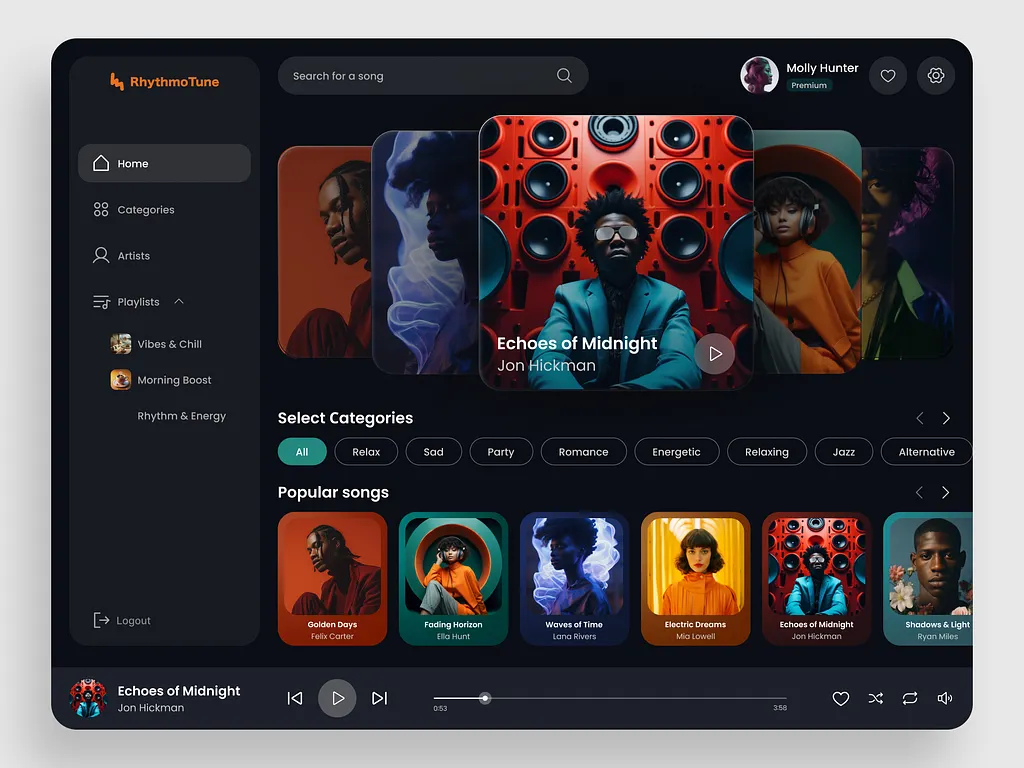 RhythmoTune
Search for a song
Molly Hunter
Premium
Home
Categories
Artists
Playlists
Vibes & Chill
Morning Boost
Rhythm & Energy
Logout
Echoes of Midnight
Jon Hickman
Select Categories
All
Relax
Sad
Party
Romance
Energetic
Relaxing
Jazz
Alternative
Popular songs
Golden Days
Felix Carter
Fading Horizon
Ella Hunt
Waves of Time
Lana Rivers
Electric Dreams
Mia Lowell
Echoes of Midnight
Jon Hickman
Shadows & Light
Ryan Miles
Echoes of Midnight
Jon Hickman
0:53
3:58